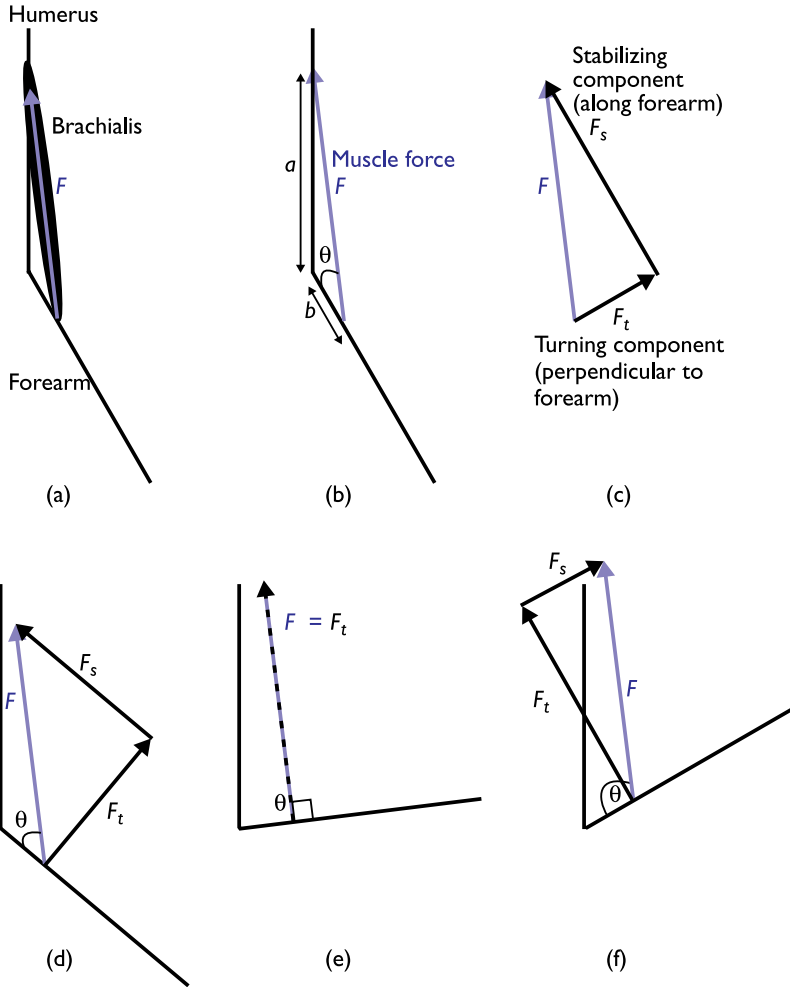 Humerus
Brachialis
F
Forearm
(a)
a
Muscle force
F
θ
b
(b)
Stabilizing
component
(along forearm)
Fs
F
Ft
Turning component
(perpendicular to
forearm)
(c)
Fs
F
Ft
θ
(d)
F = Ft
θ
(e)
Fs
Ft
F
θ
(f)